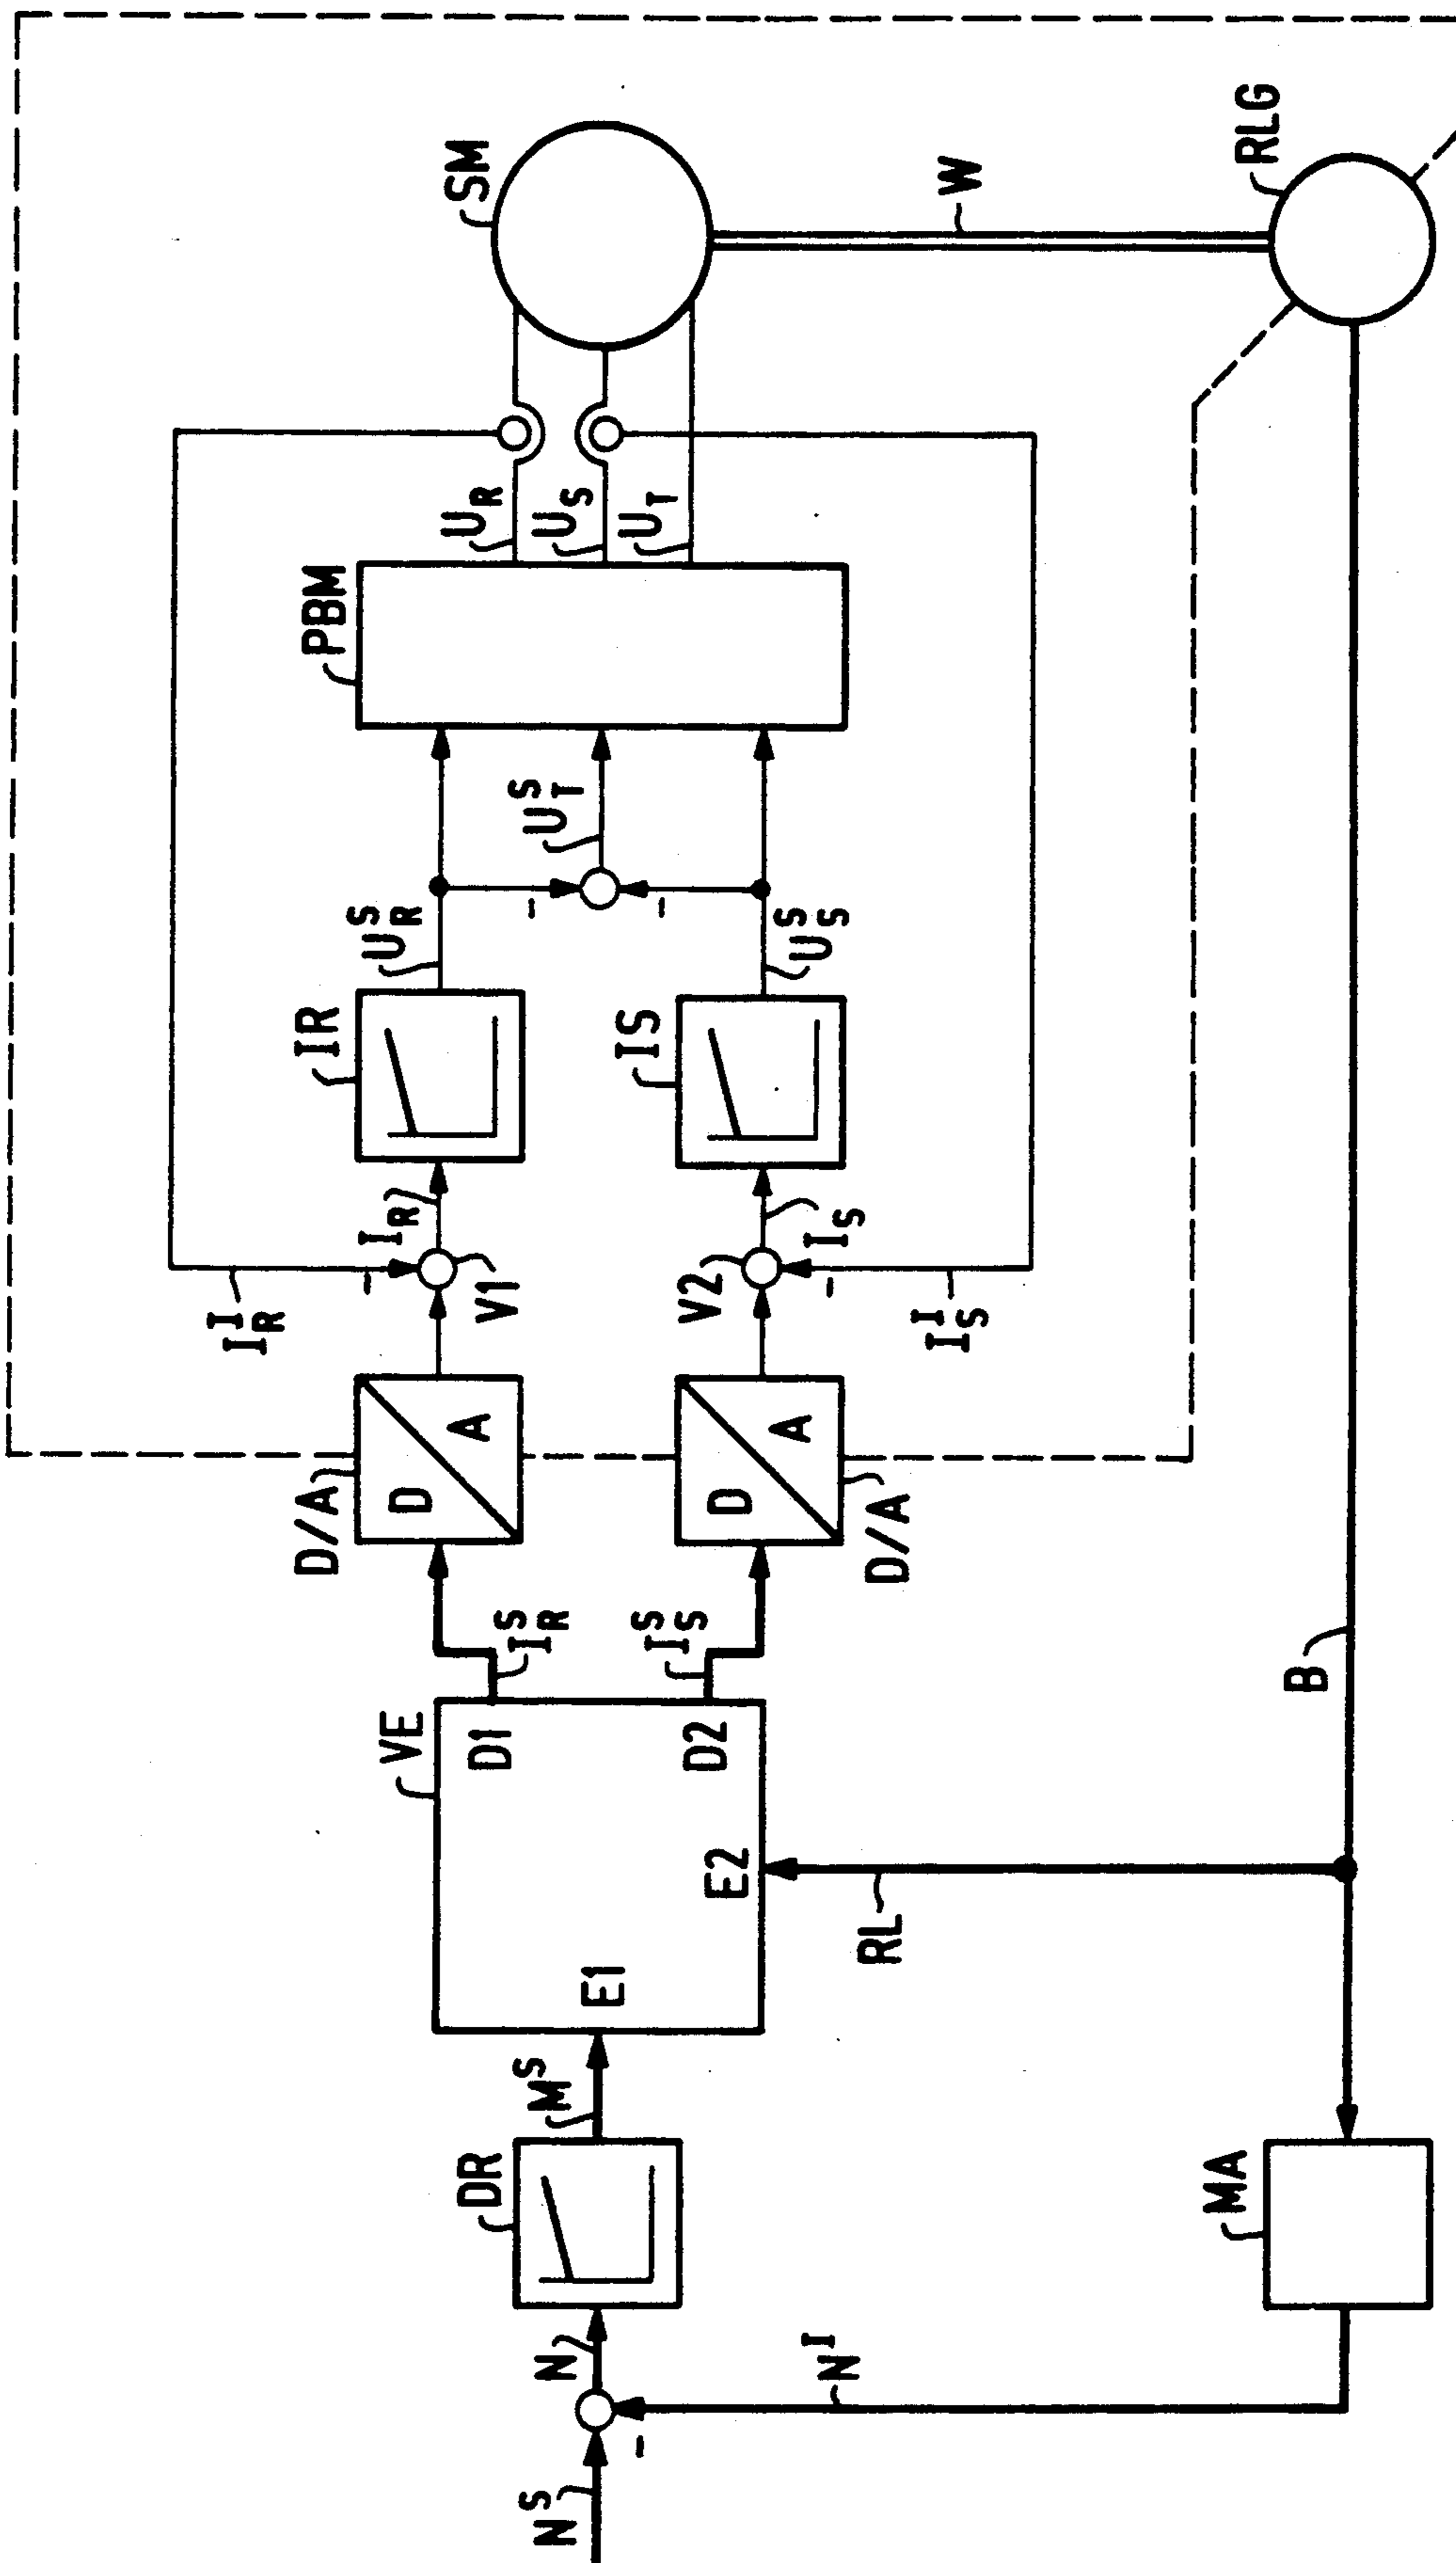 N^S
N
N^I
DR
M^S
E1
VE
D1
E2
D2
RL
MA
B
I_R^S
I_S^S
D/A
D
A
D
A
D/A
I_R^I
V1
I_R
V2
I_S
I_S^I
IR
IS
U_R^S
U_T^S
U_S^S
PBM
U_R
U_S
U_T
SM
W
RLG